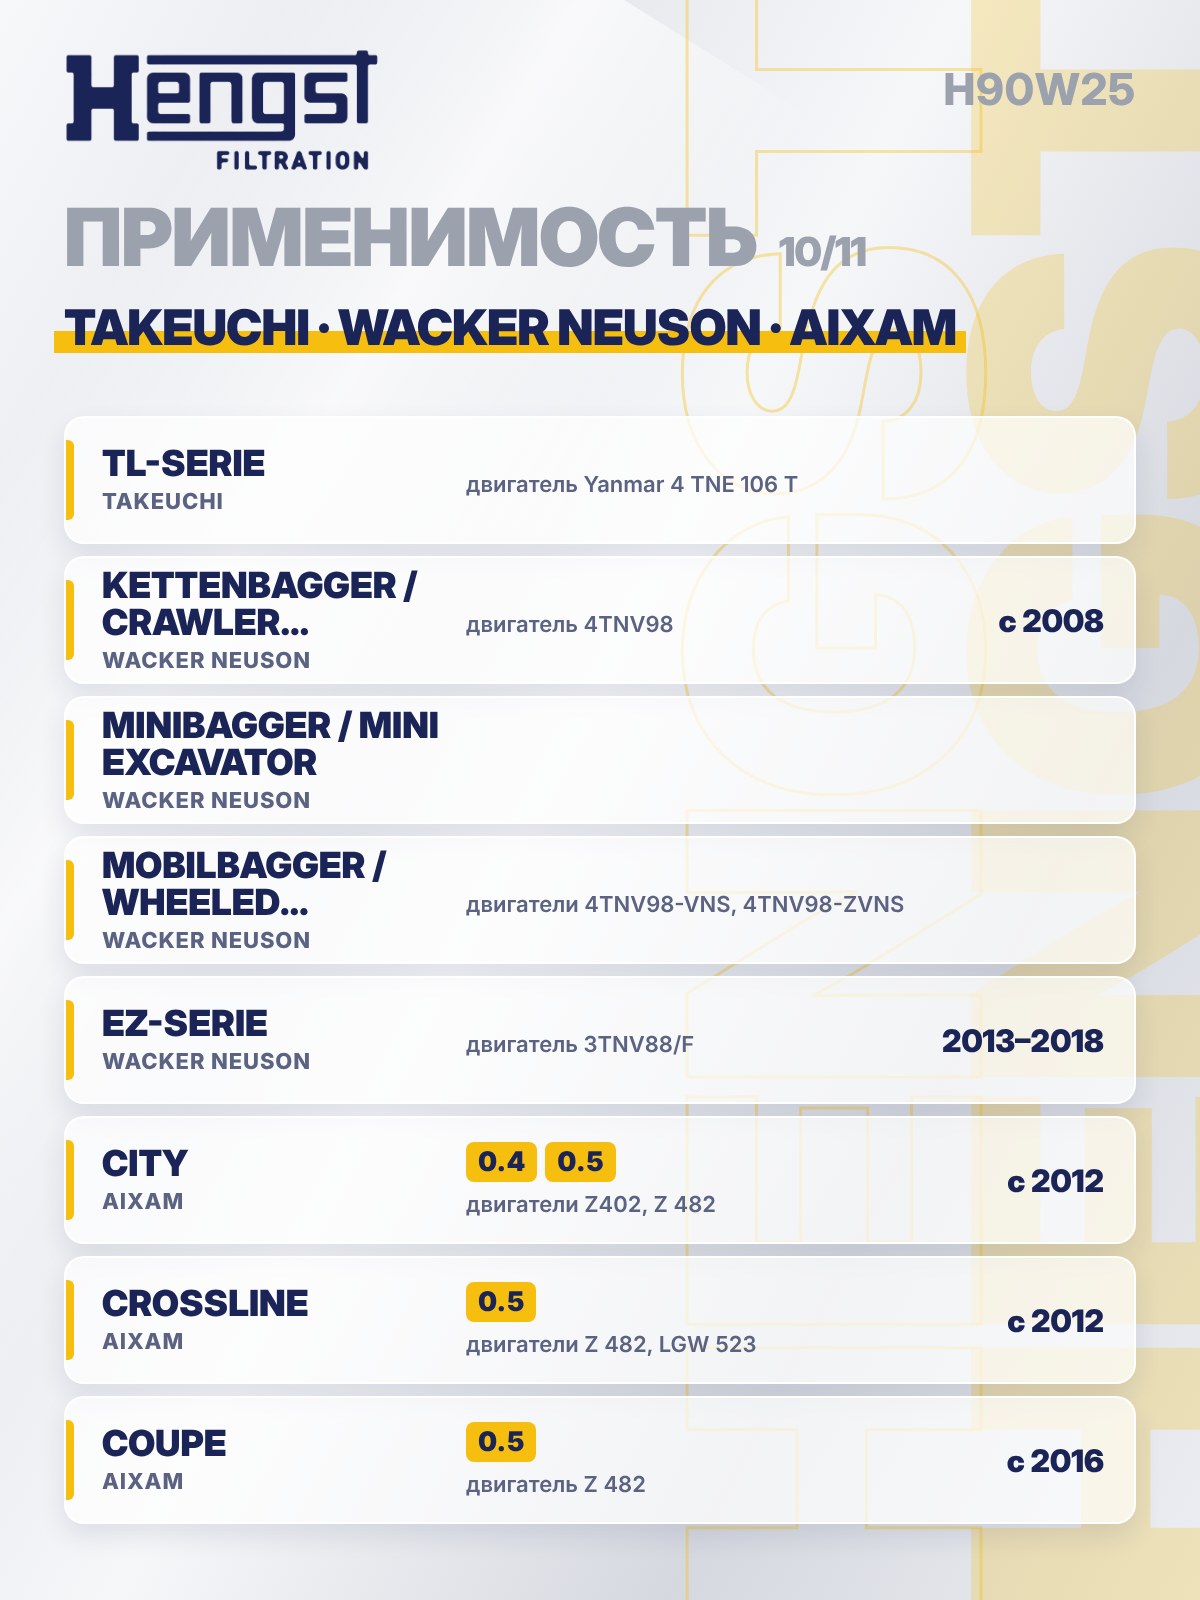 Hengst
FILTRATION
H90W25
ПРИМЕНИМОСТЬ 10/11
TAKEUCHI · WACKER NEUSON · AIXAM
TL-SERIE
TAKEUCHI
двигатель Yanmar 4 TNE 106 T
KETTENBAGGER /
CRAWLER...
WACKER NEUSON
двигатель 4TNV98
с 2008
MINIBAGGER / MINI
EXCAVATOR
WACKER NEUSON
MOBILBAGGER /
WHEELED...
WACKER NEUSON
двигатели 4TNV98-VNS, 4TNV98-ZVNS
EZ-SERIE
WACKER NEUSON
двигатель 3TNV88/F
2013–2018
CITY
AIXAM
0.4 0.5
двигатели Z402, Z 482
с 2012
CROSSLINE
AIXAM
0.5
двигатели Z 482, LGW 523
с 2012
COUPE
AIXAM
0.5
двигатель Z 482
с 2016
HENGST
HENGST